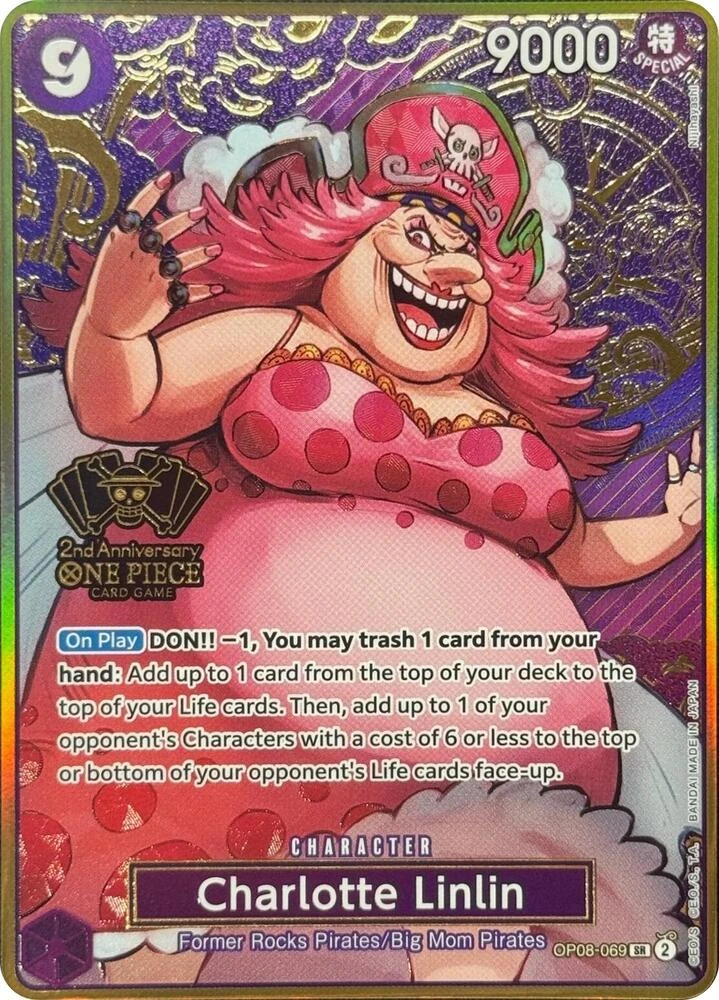 9
9000
特
SPECIAL
Nijihayashi
2nd Anniversary
ONE PIECE
CARD GAME
On Play DON!! −1, You may trash 1 card from your
hand: Add up to 1 card from the top of your deck to the
top of your Life cards. Then, add up to 1 of your
opponent's Characters with a cost of 6 or less to the top
or bottom of your opponent's Life cards face-up.
CHARACTER
Charlotte Linlin
Former Rocks Pirates/Big Mom Pirates
OP08-069 SR 2
©E.O./S. ©E.O./S.,T.A. BANDAI MADE IN JAPAN